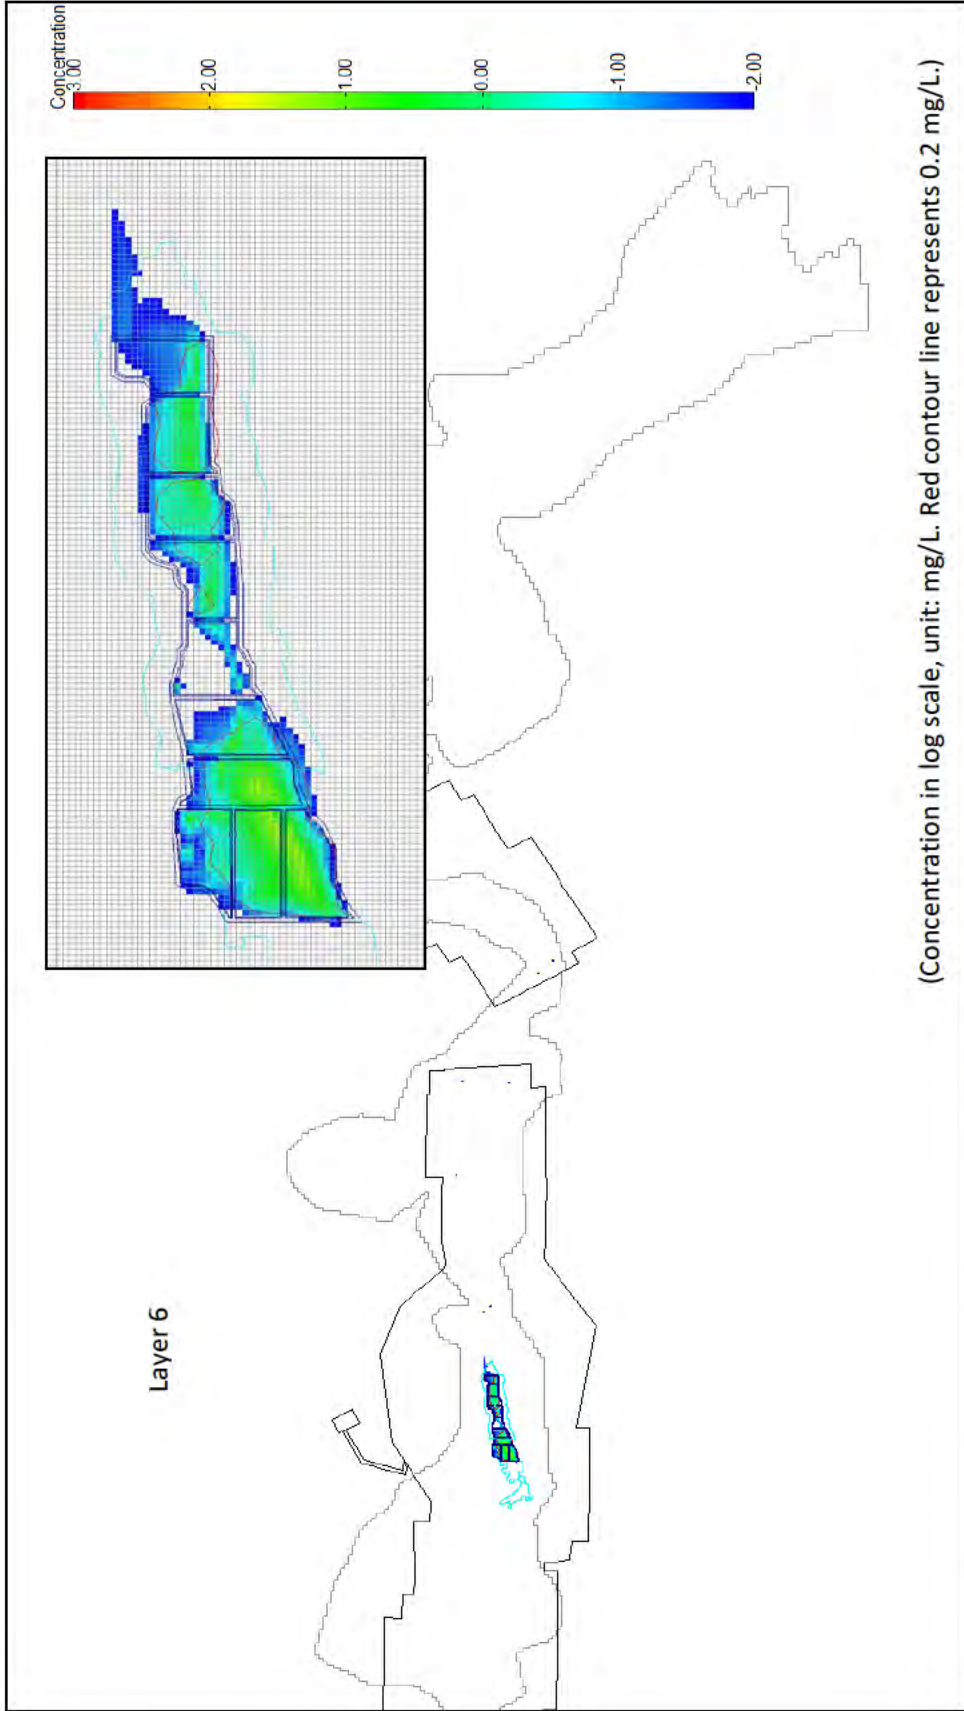 Concentration
3.00
2.00
1.00
0.00
-1.00
-2.00
Layer 6
(Concentration in log scale, unit: mg/L. Red contour line represents 0.2 mg/L.)